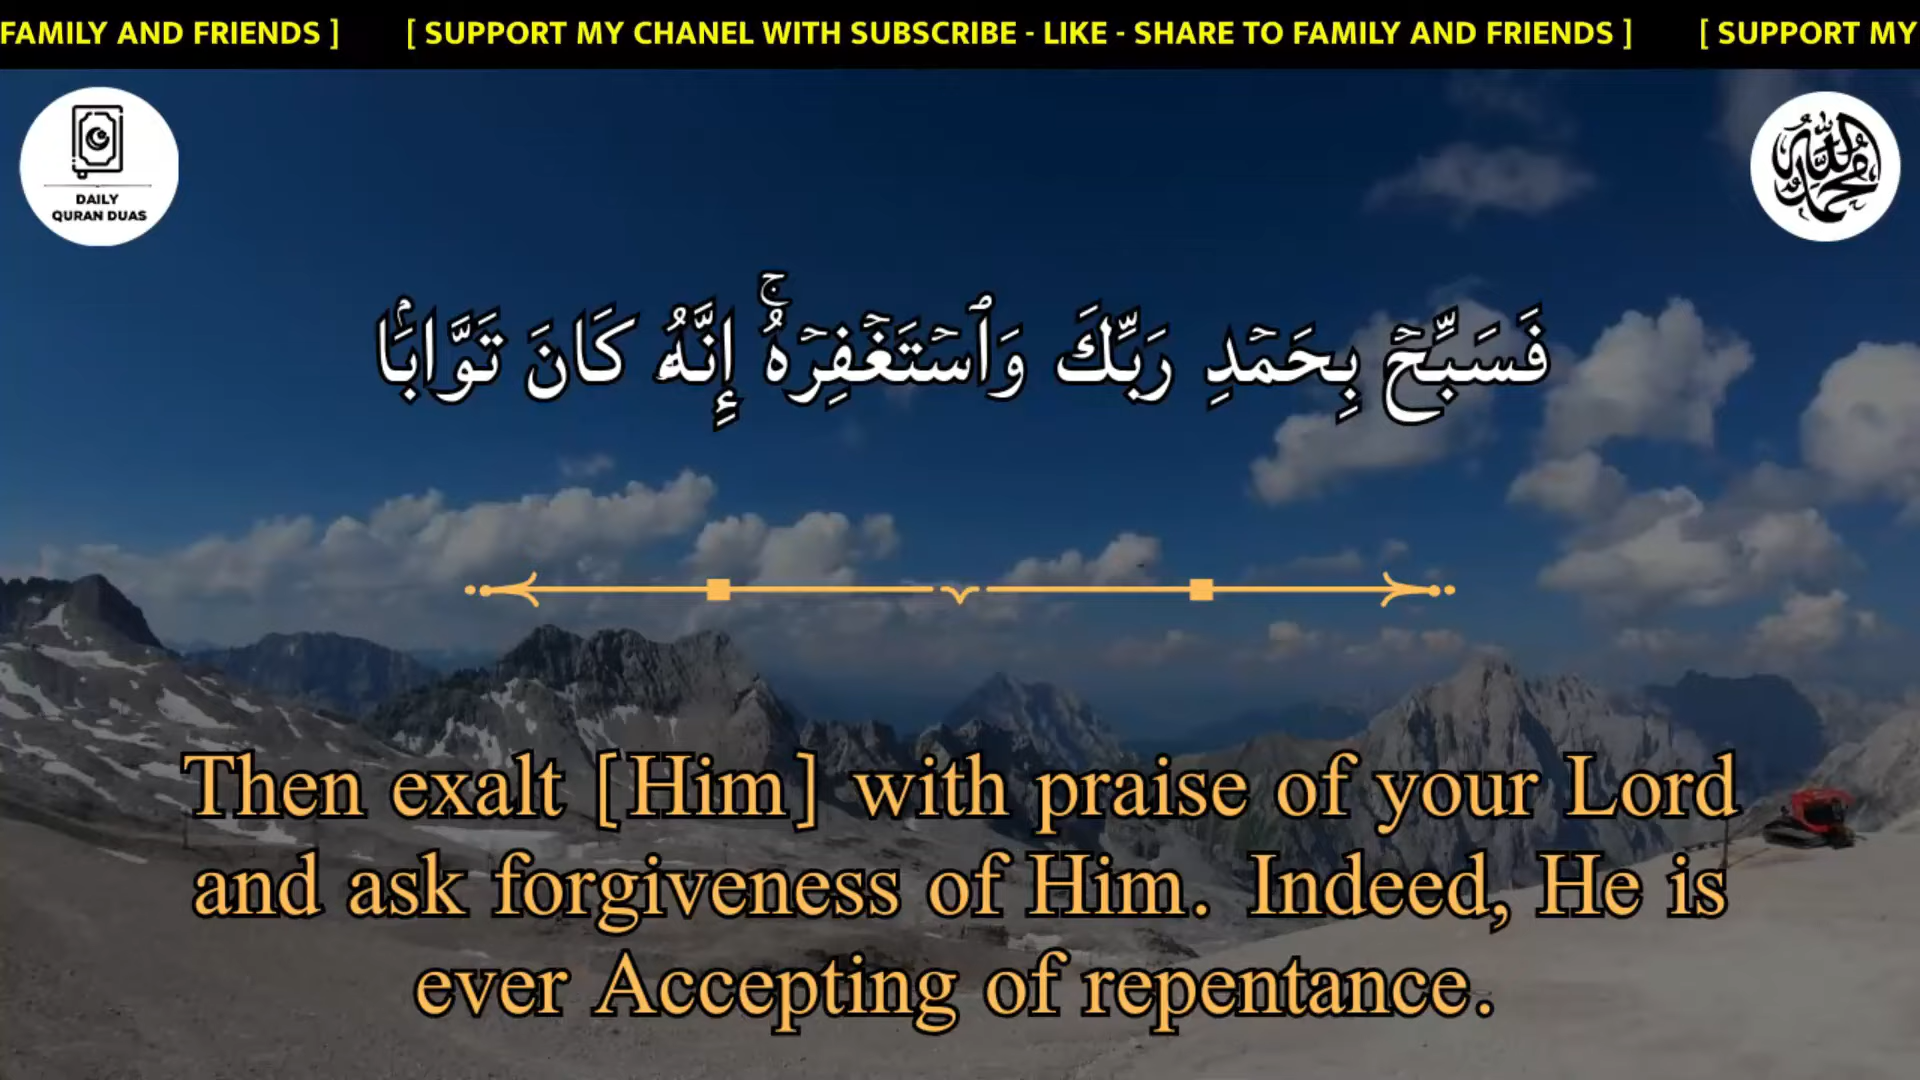 FAMILY AND FRIENDS ] [ SUPPORT MY CHANEL WITH SUBSCRIBE - LIKE - SHARE TO FAMILY AND FRIENDS ] [ SUPPORT MY
DAILY
QURAN DUAS
الله محمد
فَسَبِّحۡ بِحَمۡدِ رَبِّكَ وَٱسۡتَغۡفِرۡهُۚ إِنَّهُۥ كَانَ تَوَّابَۢا
Then exalt [Him] with praise of your Lord
and ask forgiveness of Him. Indeed, He is
ever Accepting of repentance.